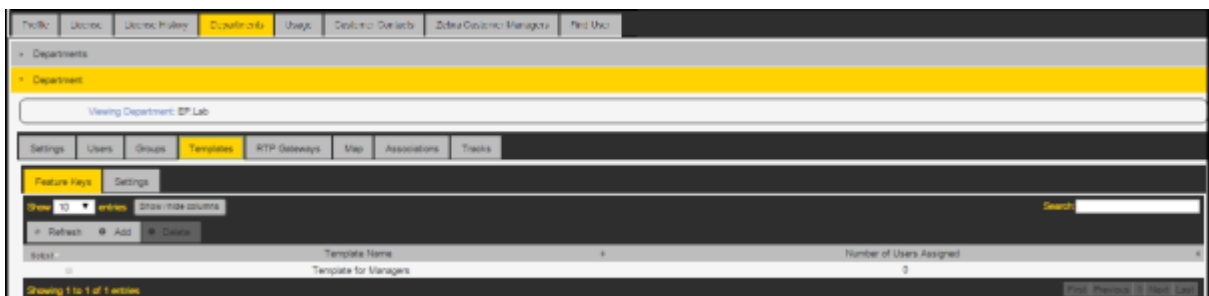 Profile License License History Departments Usage Customer Contacts Zebra Customer Managers Find User
Departments
Department
Viewing Department: EP Lab
Settings Users Groups Templates RTP Gateways Map Associations Tracks
Feature Keys Settings
Show 10 entries Show / hide columns Search:
Refresh Add Delete
Select Template Name Number of Users Assigned
Template for Managers 0
Showing 1 to 1 of 1 entries First Previous 1 Next Last